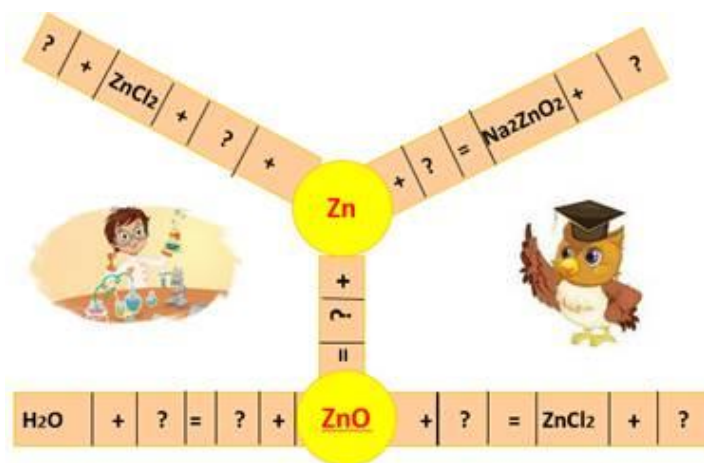 ? + ZnCl₂ + ? +
+ ? = Na₂ZnO₂ + ?
Zn
+
?
=
H₂O + ? = ? + ZnO + ? = ZnCl₂ + ?